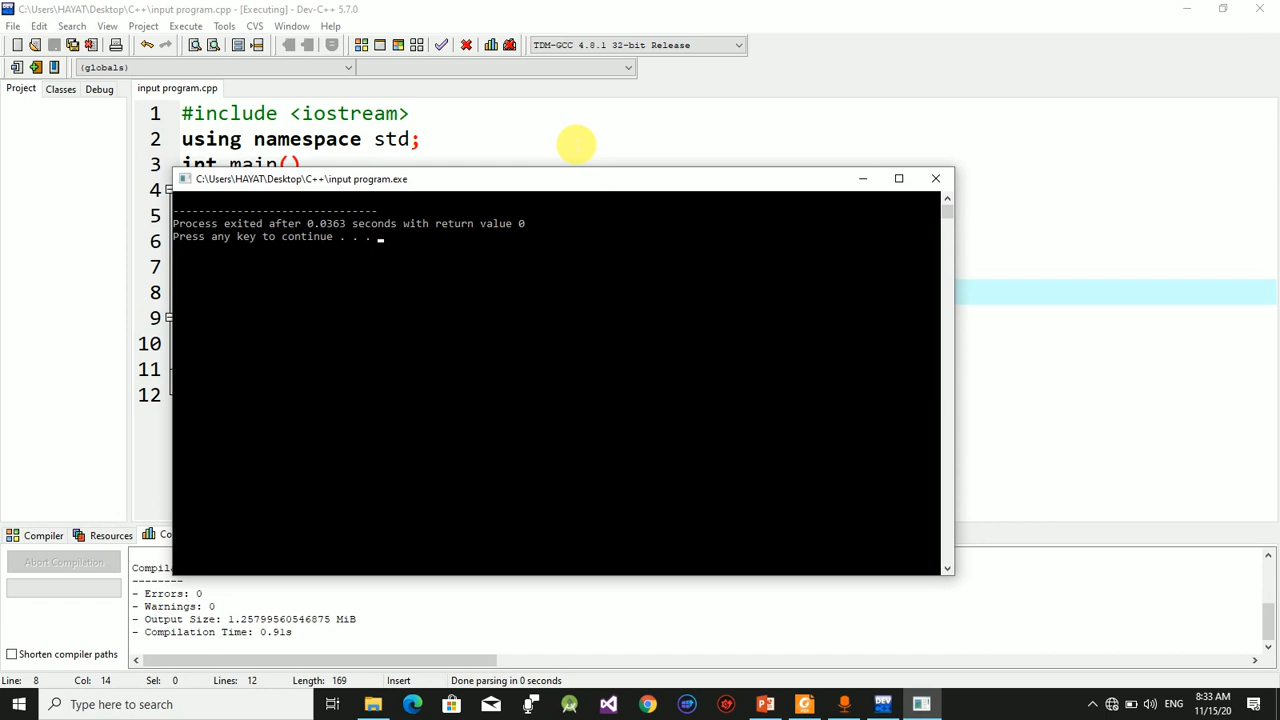 C:\Users\HAYAT\Desktop\C++\input program.cpp - [Executing] - Dev-C++ 5.7.0
File Edit Search View Project Execute Tools CVS Window Help
TDM-GCC 4.8.1 32-bit Release
(globals)
Project Classes Debug input program.cpp
1 #include <iostream>
2 using namespace std;
3 int main()
4
5
6
7
8
9
10
11
12
C:\Users\HAYAT\Desktop\C++\input program.exe
--------------------------------
Process exited after 0.0363 seconds with return value 0
Press any key to continue . . .
Compiler Resources Co
Abort Compilation
Compila
--------
- Errors: 0
- Warnings: 0
- Output Size: 1.25799560546875 MiB
- Compilation Time: 0.91s
Shorten compiler paths
Line: 8 Col: 14 Sel: 0 Lines: 12 Length: 169 Insert Done parsing in 0 seconds
Type here to search
ENG
8:33 AM
11/15/20